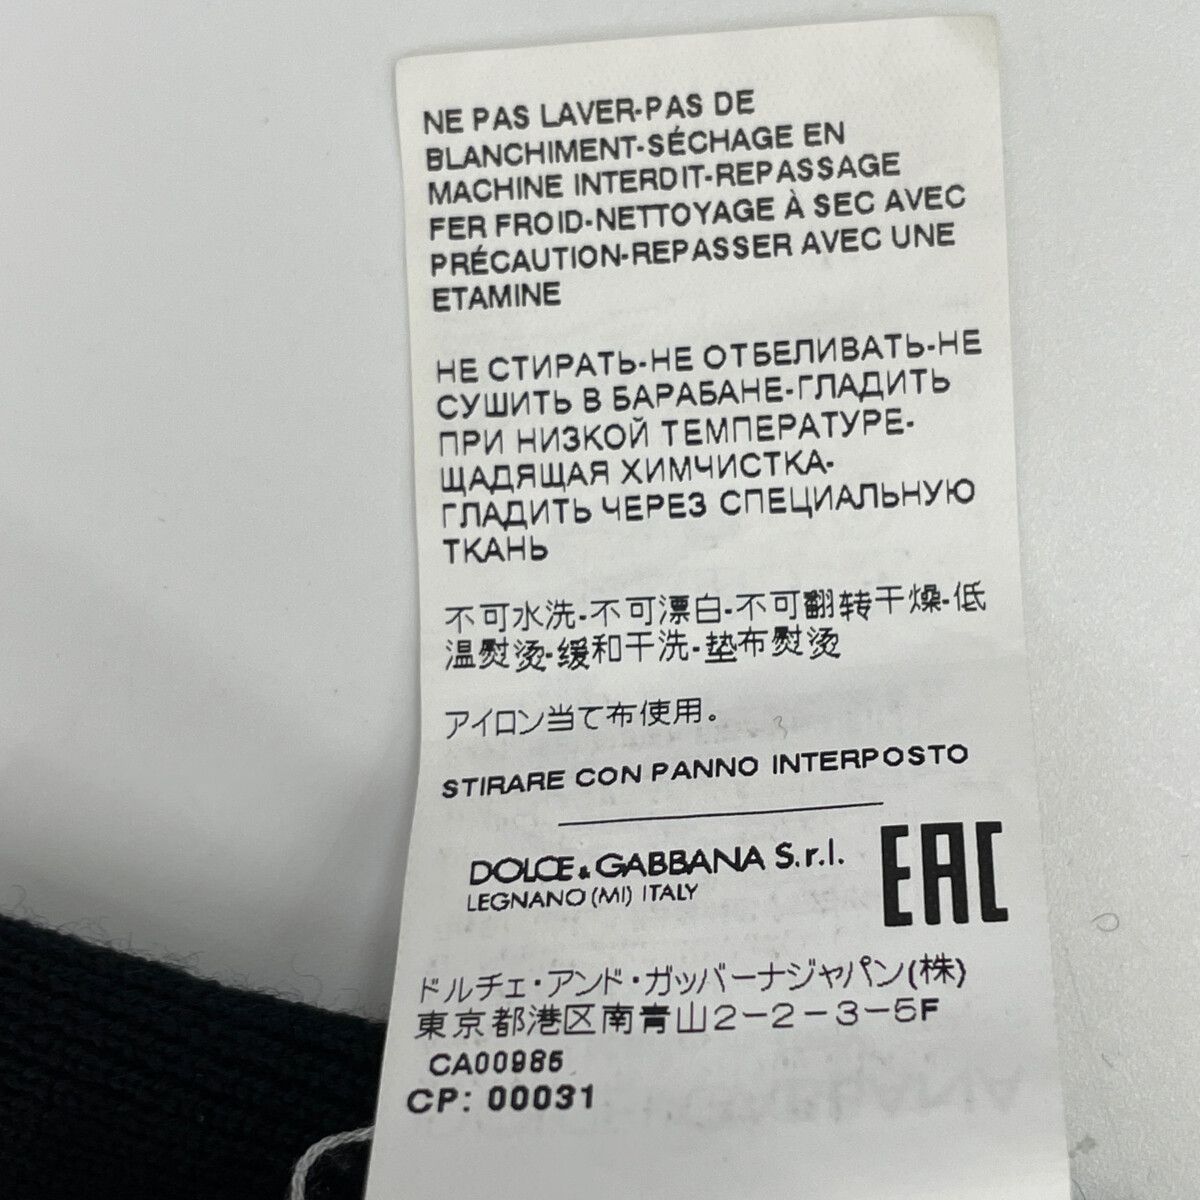 NE PAS LAVER-PAS DE
BLANCHIMENT-SÉCHAGE EN
MACHINE INTERDIT-REPASSAGE
FER FROID-NETTOYAGE À SEC AVEC
PRÉCAUTION-REPASSER AVEC UNE
ETAMINE
НЕ СТИРАТЬ-НЕ ОТБЕЛИВАТЬ-НЕ
СУШИТЬ В БАРАБАНЕ-ГЛАДИТЬ
ПРИ НИЗКОЙ ТЕМПЕРАТУРЕ-
ЩАДЯЩАЯ ХИМЧИСТКА-
ГЛАДИТЬ ЧЕРЕЗ СПЕЦИАЛЬНУЮ
ТКАНЬ
不可水洗-不可漂白-不可翻转干燥-低
温熨烫-缓和干洗-垫布熨烫
アイロン当て布使用。
STIRARE CON PANNO INTERPOSTO
DOLCE & GABBANA S.r.l.
LEGNANO (MI) ITALY
EAC
ドルチェ・アンド・ガッバーナジャパン(株)
東京都港区南青山2-2-3-5F
CA00985
CP: 00031